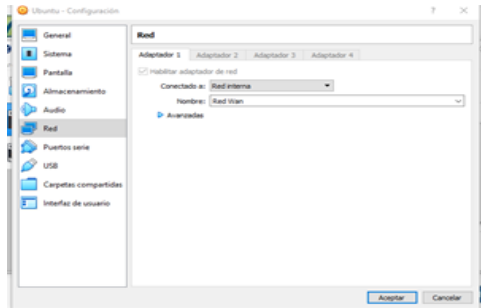 Ubuntu - Configuración
? ×
General
Sistema
Pantalla
Almacenamiento
Audio
Red
Puertos serie
USB
Carpetas compartidas
Interfaz de usuario
Red
Adaptador 1 Adaptador 2 Adaptador 3 Adaptador 4
Habilitar adaptador de red
Conectado a: Red interna
Nombre: Red Wan
Avanzadas
Aceptar Cancelar